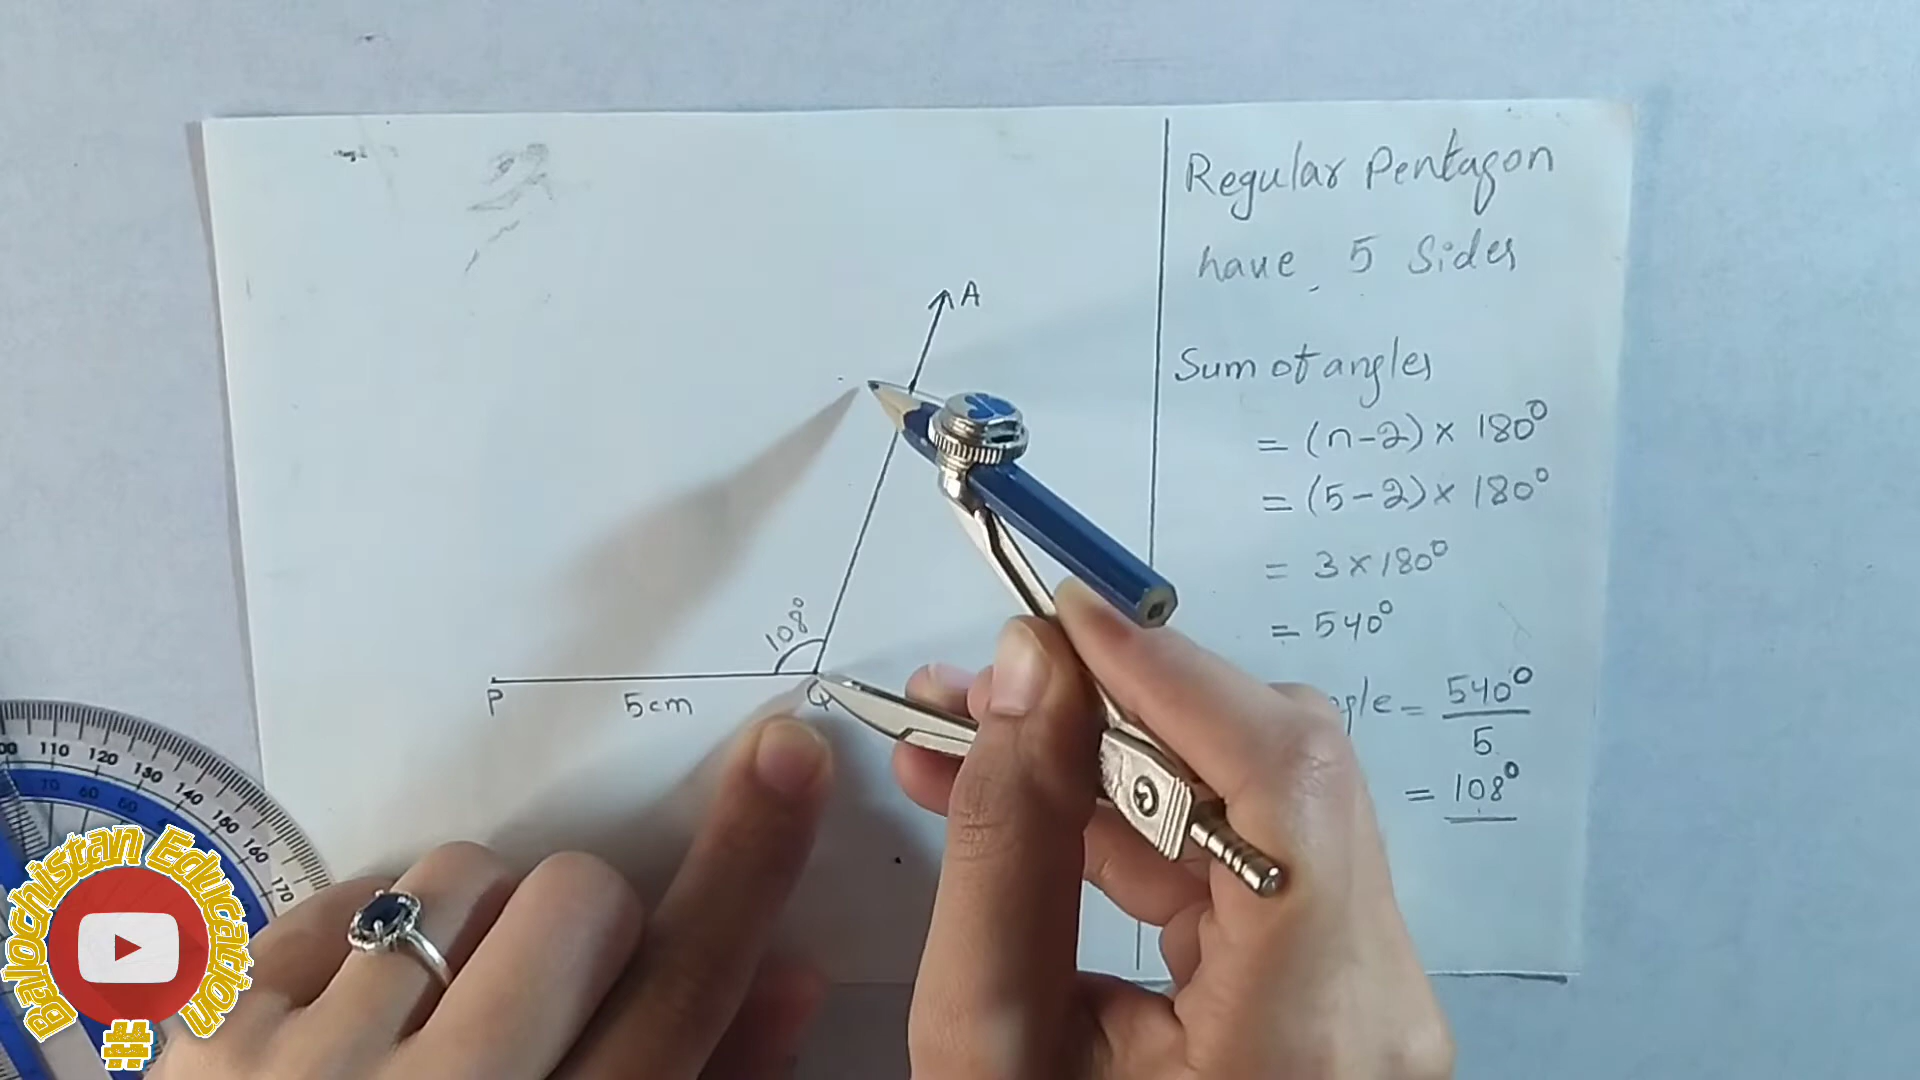 Regular Pentagon
have 5 Sides
Sum of angles
= (n-2) × 180°
= (5-2) × 180°
= 3 × 180°
= 540°
= 540°
5
= 108°
A
108°
P 5cm Q
110 120 130 140 150 160 170
Balochistan Education
#